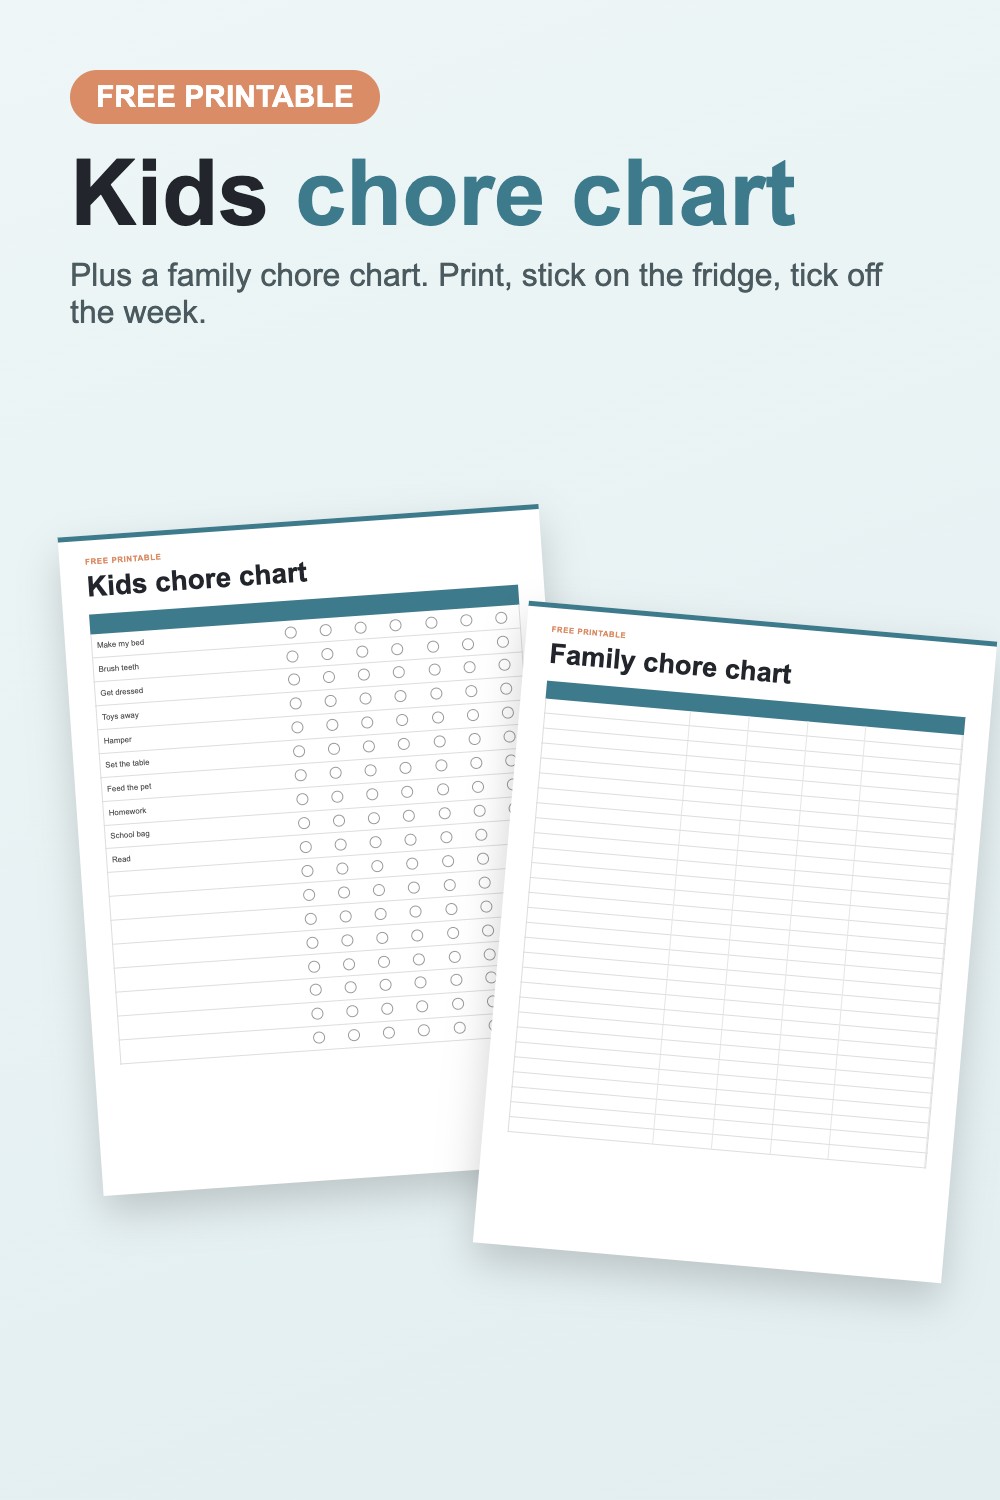 FREE PRINTABLE
Kids chore chart
Plus a family chore chart. Print, stick on the fridge, tick off
the week.
FREE PRINTABLE
Kids chore chart
Make my bed
Brush teeth
Get dressed
Toys away
Hamper
Set the table
Feed the pet
Homework
School bag
Read
FREE PRINTABLE
Family chore chart